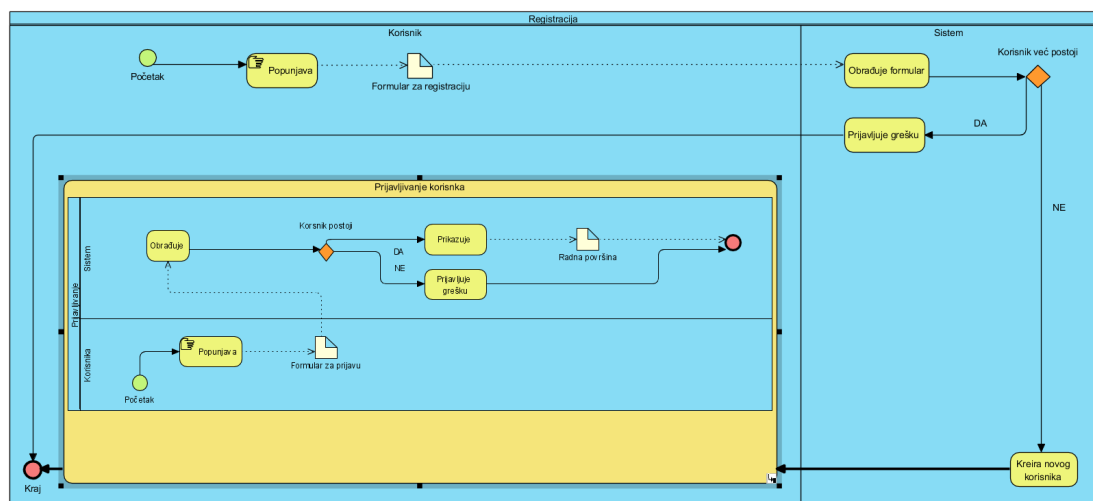 Registracija
Korisnik
Sistem
Korisnik već postoji
Početak
Popunjava
Formular za registraciju
Obrađuje formular
DA
Prijavljuje grešku
NE
Prijavljivanje korisnka
Prijavljivanje
Sistem
Korsnik postoji
Obrađuje
DA
NE
Prikazuje
Radna površina
Prijavljuje
grešku
Korisnika
Popunjava
Formular za prijavu
Početak
Kreira novog
korisnika
Kraj